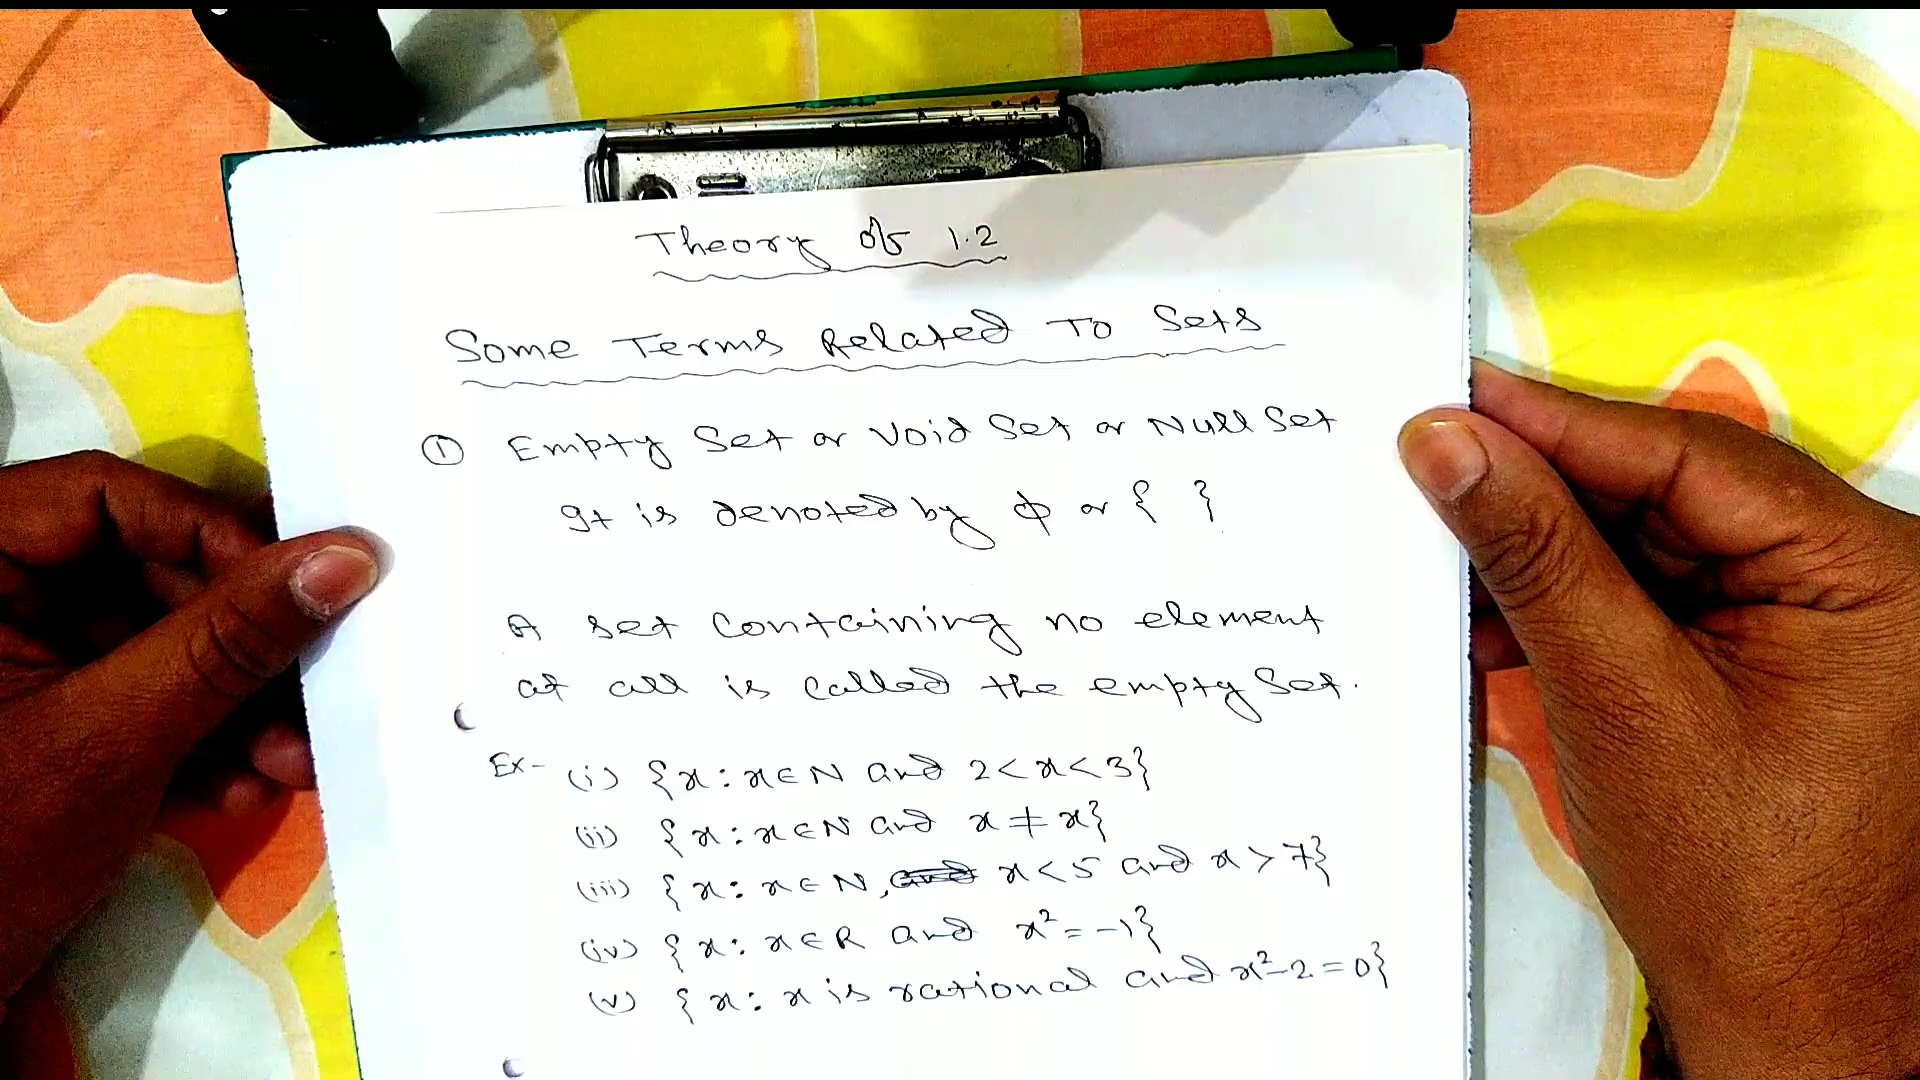 Theory of 1.2
Some Terms Related To Sets
① Empty Set or Void Set or Null Set
It is denoted by φ or { }
A set containing no element
at all is called the empty Set.
Ex- (i) {x : x ∈ N and 2 < x < 3}
(ii) {x : x ∈ N and x ≠ x}
(iii) {x : x ∈ N, x < 5 and x > 7}
(iv) {x : x ∈ R and x² = -1}
(v) {x : x is rational and x² - 2 = 0}